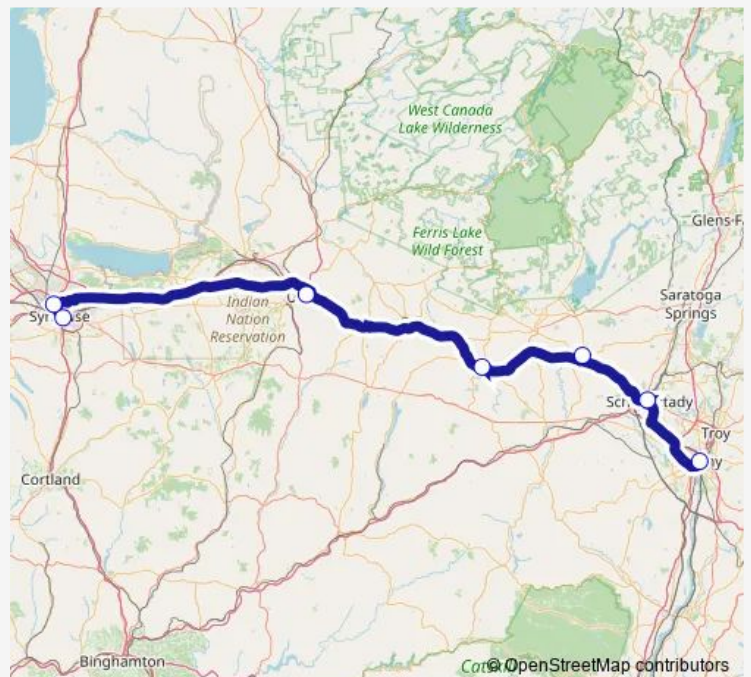 West Canada
Lake Wilderness
Ferris Lake
Wild Forest
Glens
Indian
Nation
Reservation
Saratoga
Springs
Troy
Cortland
Binghamton
© OpenStreetMap contributors